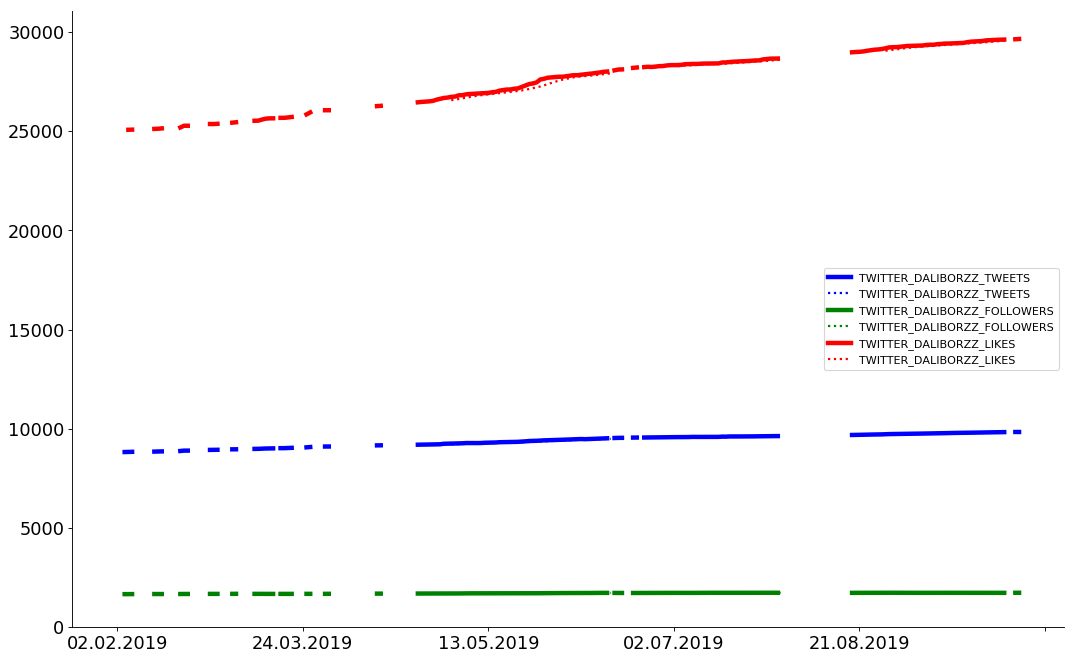 30000
25000
20000
15000
10000
5000
0
TWITTER_DALIBORZZ_TWEETS
TWITTER_DALIBORZZ_TWEETS
TWITTER_DALIBORZZ_FOLLOWERS
TWITTER_DALIBORZZ_FOLLOWERS
TWITTER_DALIBORZZ_LIKES
TWITTER_DALIBORZZ_LIKES
02.02.2019 24.03.2019 13.05.2019 02.07.2019 21.08.2019